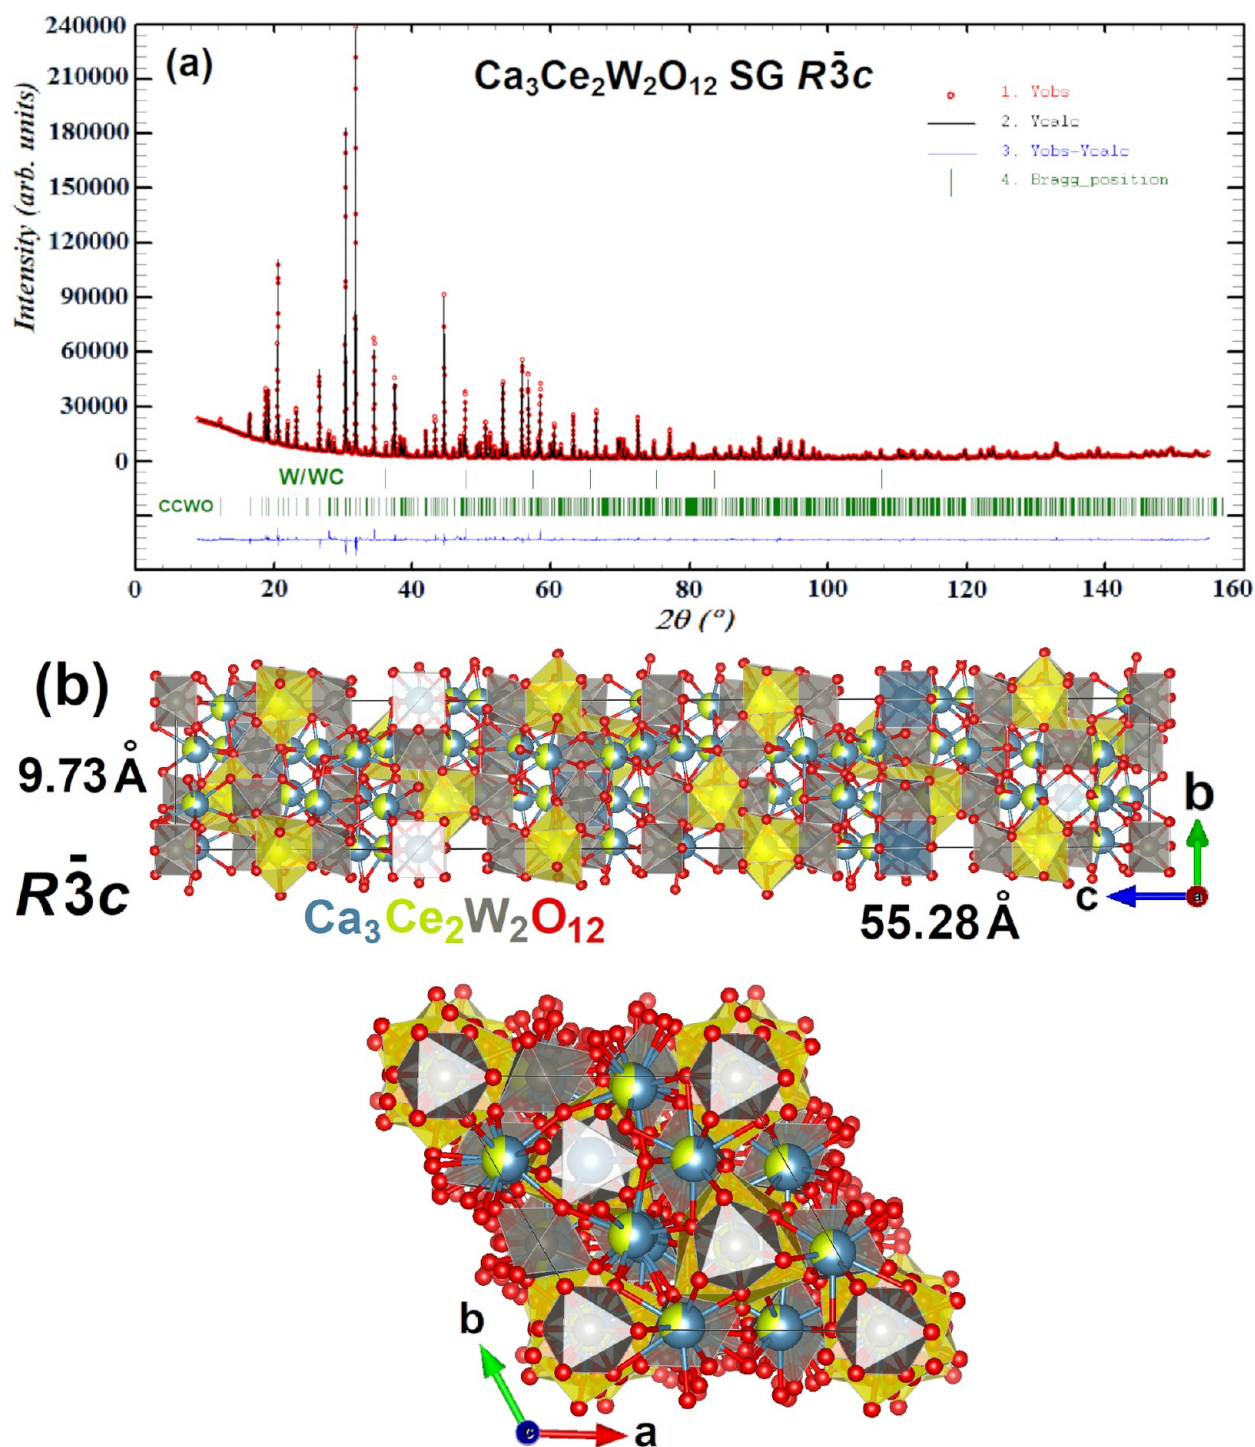 240000
(a)
Ca₃Ce₂W₂O₁₂ SG R3̄c
210000
1. Yobs
2. Ycalc
180000
3. Yobs-Ycalc
4. Bragg_position
150000
Intensity (arb. units)
120000
90000
60000
30000
0
W/WC
CCWO
0 20 40 60 80 100 120 140 160
2θ (°)
(b)
9.73 Å
b
R3̄c
c
a
Ca₃Ce₂W₂O₁₂
55.28 Å
b
c
a